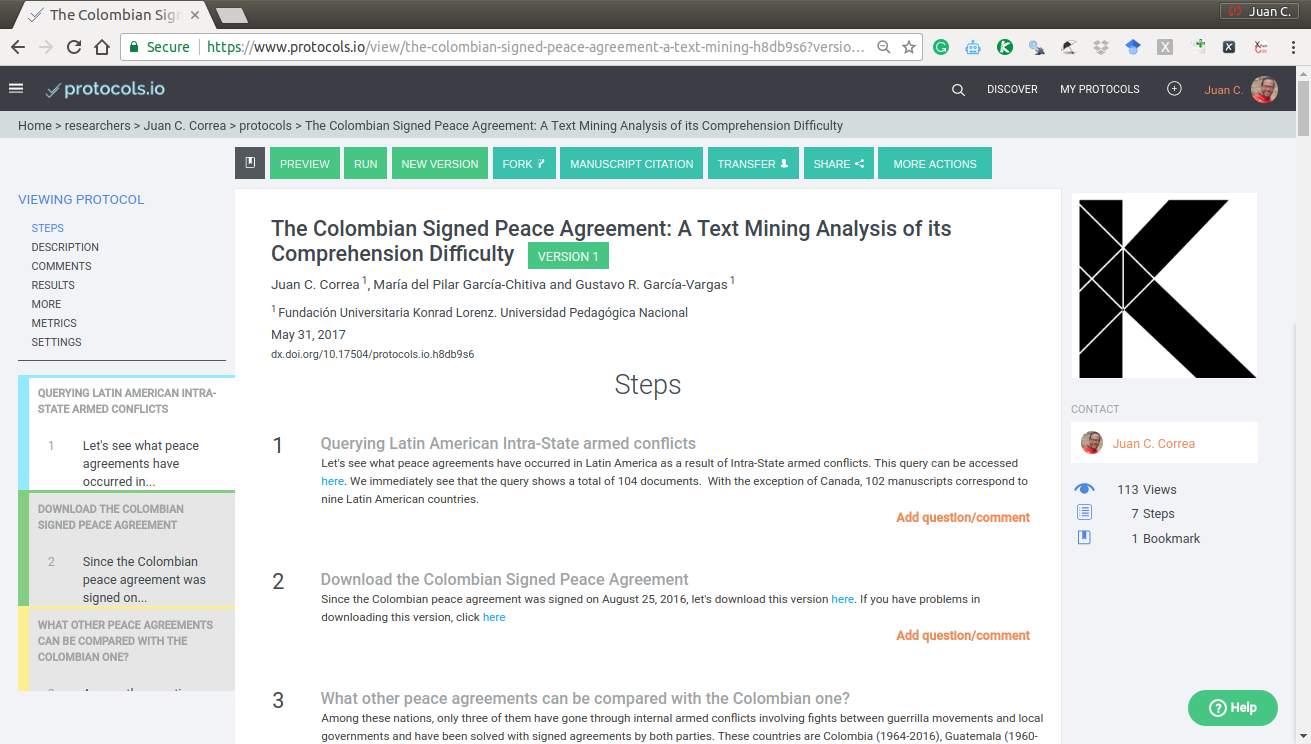 The Colombian Sig
Juan C.
Secure
https://www.protocols.io/view/the-colombian-signed-peace-agreement-a-text-mining-h8db9s6?versio...
protocols.io
DISCOVER
MY PROTOCOLS
Juan C.
Home > researchers > Juan C. Correa > protocols > The Colombian Signed Peace Agreement: A Text Mining Analysis of its Comprehension Difficulty
PREVIEW
RUN
NEW VERSION
FORK
MANUSCRIPT CITATION
TRANSFER
SHARE
MORE ACTIONS
VIEWING PROTOCOL
STEPS
DESCRIPTION
COMMENTS
RESULTS
MORE
METRICS
SETTINGS
QUERYING LATIN AMERICAN INTRA-
STATE ARMED CONFLICTS
1 Let's see what peace
agreements have
occurred in...
DOWNLOAD THE COLOMBIAN
SIGNED PEACE AGREEMENT
2 Since the Colombian
peace agreement was
signed on...
WHAT OTHER PEACE AGREEMENTS
CAN BE COMPARED WITH THE
COLOMBIAN ONE?
The Colombian Signed Peace Agreement: A Text Mining Analysis of its
Comprehension Difficulty VERSION 1
Juan C. Correa 1, María del Pilar García-Chitiva and Gustavo R. García-Vargas 1
1 Fundación Universitaria Konrad Lorenz. Universidad Pedagógica Nacional
May 31, 2017
dx.doi.org/10.17504/protocols.io.h8db9s6
Steps
1 Querying Latin American Intra-State armed conflicts
Let's see what peace agreements have occurred in Latin America as a result of Intra-State armed conflicts. This query can be accessed
here. We immediately see that the query shows a total of 104 documents. With the exception of Canada, 102 manuscripts correspond to
nine Latin American countries.
Add question/comment
2 Download the Colombian Signed Peace Agreement
Since the Colombian peace agreement was signed on August 25, 2016, let's download this version here. If you have problems in
downloading this version, click here
Add question/comment
3 What other peace agreements can be compared with the Colombian one?
Among these nations, only three of them have gone through internal armed conflicts involving fights between guerrilla movements and local
governments and have been solved with signed agreements by both parties. These countries are Colombia (1964-2016), Guatemala (1960-
CONTACT
Juan C. Correa
113 Views
7 Steps
1 Bookmark
Help